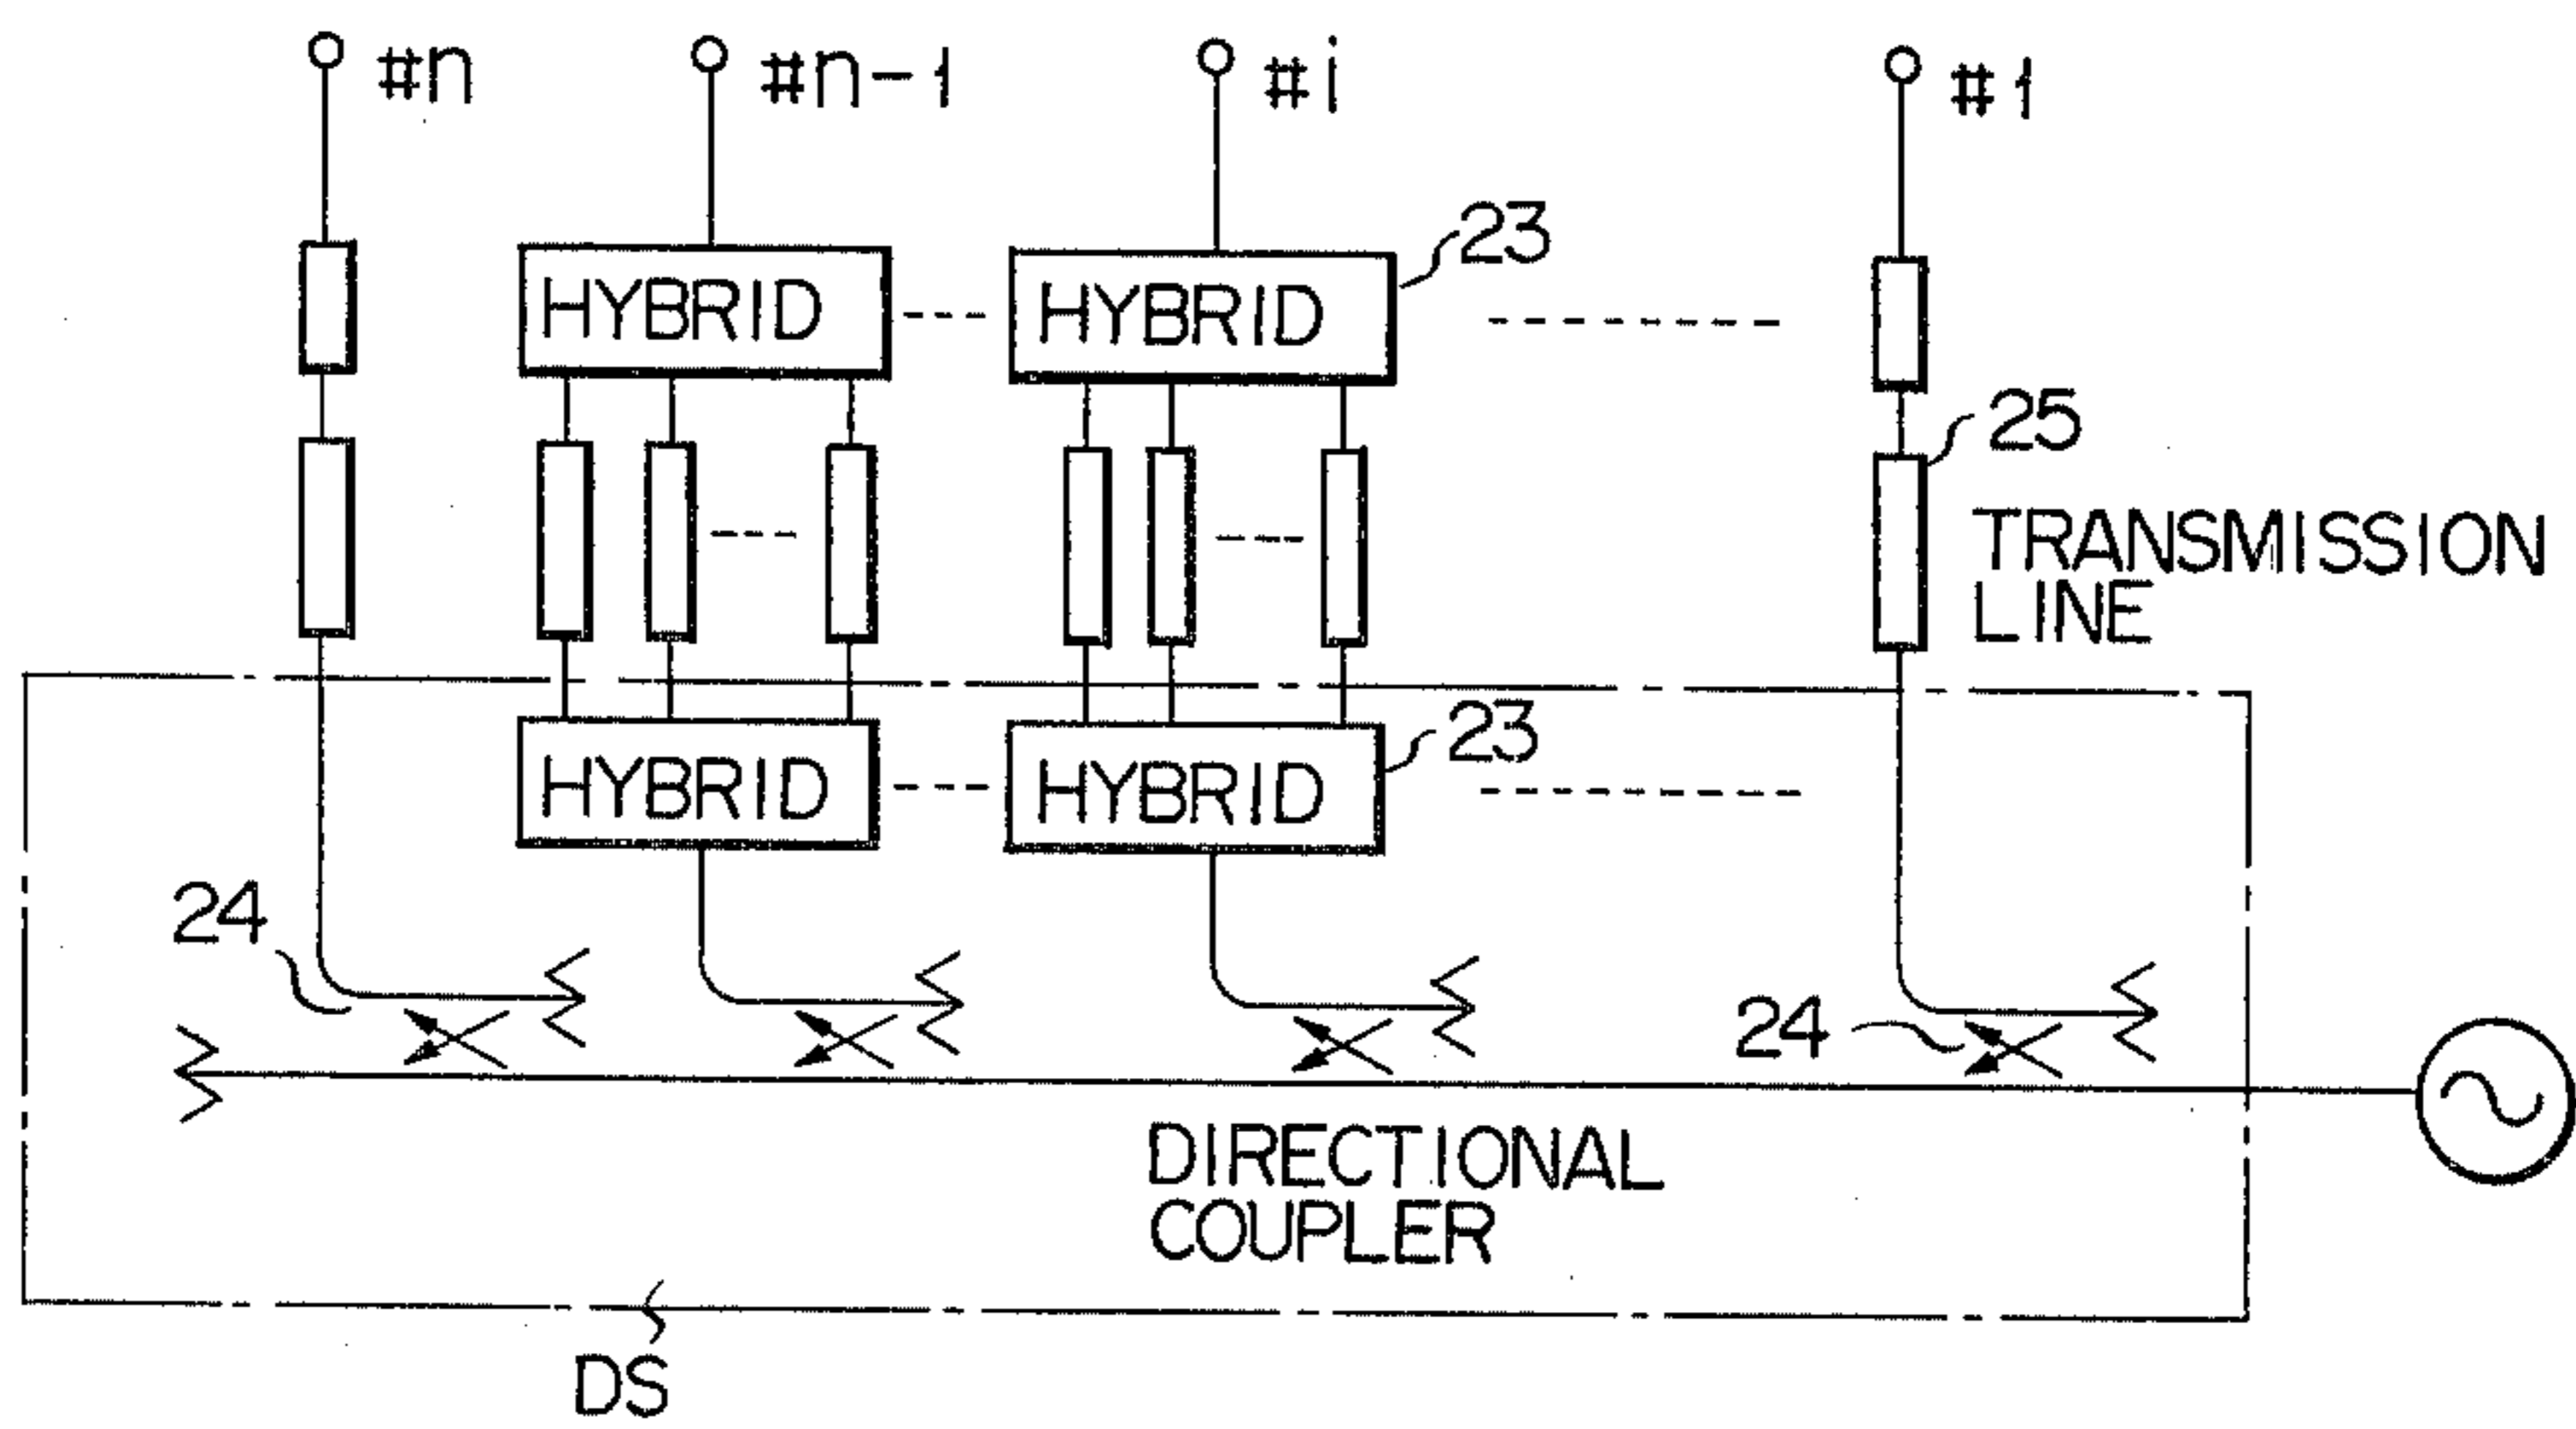 #n
#n-1
#i
#1
HYBRID
HYBRID
23
25
TRANSMISSION
LINE
HYBRID
HYBRID
23
24
24
DIRECTIONAL
COUPLER
DS